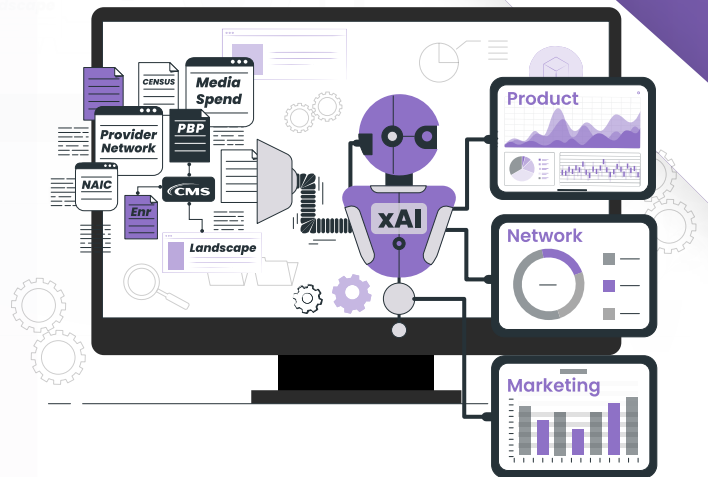 CENSUS
Media
Spend
Provider
Network
PBP
NAIC
CMS
Enr
Landscape
xAI
Product
Network
Marketing